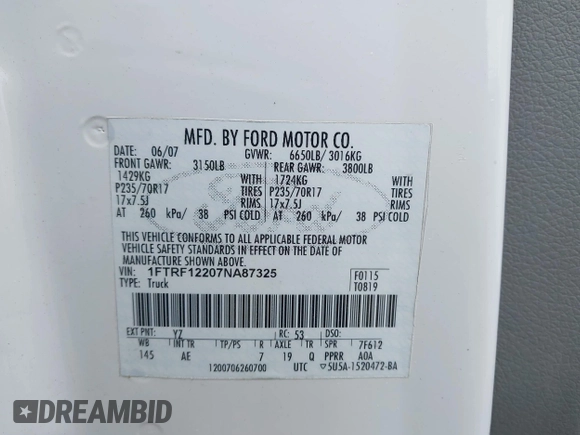 MFD. BY FORD MOTOR CO.
DATE: 06/07 GVWR: 6650LB/ 3016KG
FRONT GAWR: 3150LB REAR GAWR: 3800LB
1429KG WITH 1724KG WITH
P235/70R17 TIRES P235/70R17 TIRES
17x7.5J RIMS 17x7.5J RIMS
AT 260 kPa/ 38 PSI COLD AT 260 kPa/ 38 PSI COLD
THIS VEHICLE CONFORMS TO ALL APPLICABLE FEDERAL MOTOR
VEHICLE SAFETY STANDARDS IN EFFECT ON THE DATE OF
MANUFACTURE SHOWN ABOVE.
VIN: 1FTRF12207NA87325 F0115
TYPE: Truck T0819
EXT PNT: YZ RC: 53 DSO:
WB INT TR TP/PS R AXLE TR SPR 7F612
145 AE 7 19 Q PPRR A0A
1200706260700 UTC ▽5U5A-1520472-BA
DREAMBID